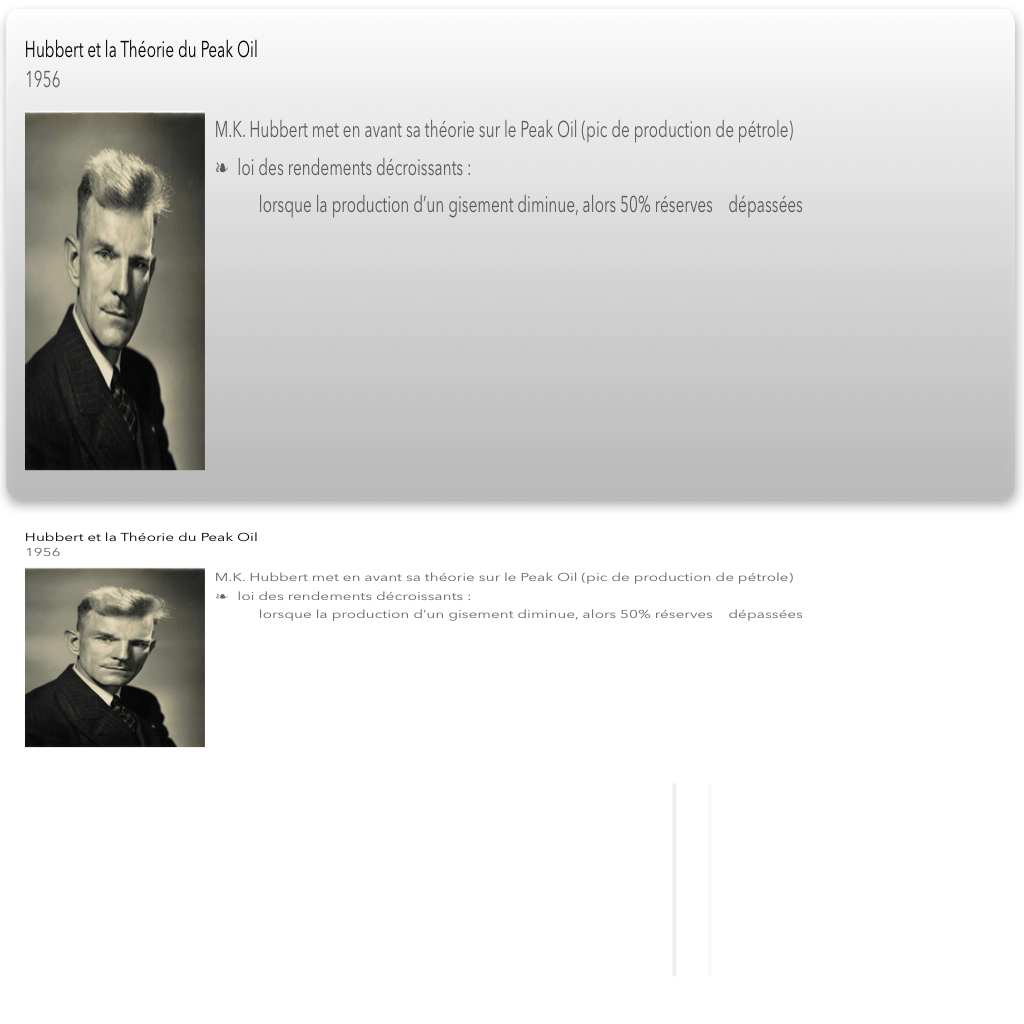 Hubbert et la Théorie du Peak Oil
1956
M.K. Hubbert met en avant sa théorie sur le Peak Oil (pic de production de pétrole)
❧ loi des rendements décroissants :
lorsque la production d’un gisement diminue, alors 50% réserves dépassées
Hubbert et la Théorie du Peak Oil
1956
M.K. Hubbert met en avant sa théorie sur le Peak Oil (pic de production de pétrole)
❧ loi des rendements décroissants :
lorsque la production d’un gisement diminue, alors 50% réserves dépassées